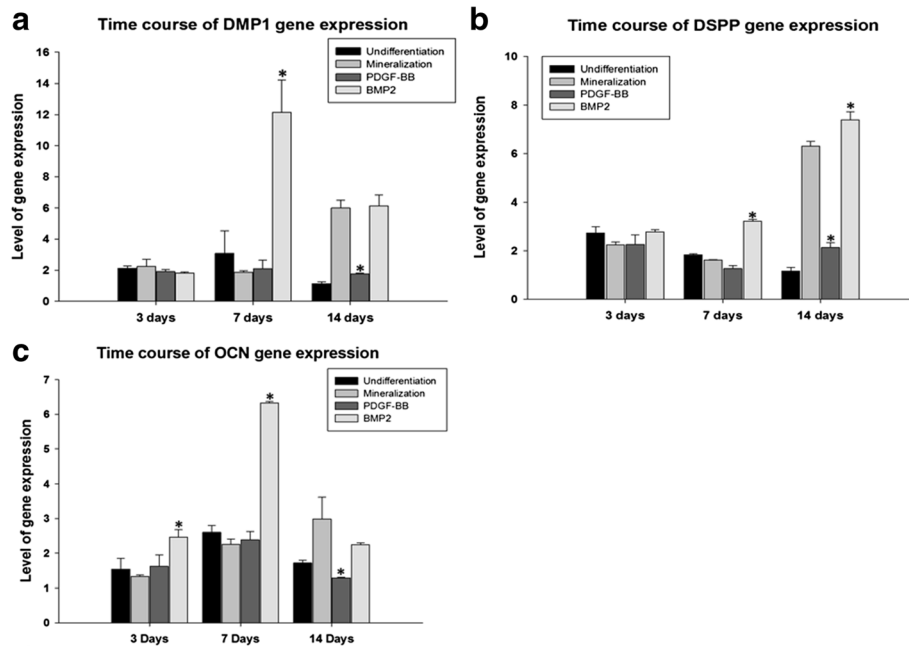 a
Time course of DMP1 gene expression
Level of gene expression
16
14
12
10
8
6
4
2
0
Undifferentiation
Mineralization
PDGF-BB
BMP2
*
*
3 days
7 days
14 days
b
Time course of DSPP gene expression
Level of gene expression
10
8
6
4
2
0
Undifferentiation
Mineralization
PDGF-BB
BMP2
*
*
*
3 days
7 days
14 days
c
Time course of OCN gene expression
Level of gene expression
7
6
5
4
3
2
1
0
Undifferentiation
Mineralization
PDGF-BB
BMP2
*
*
*
3 Days
7 Days
14 Days